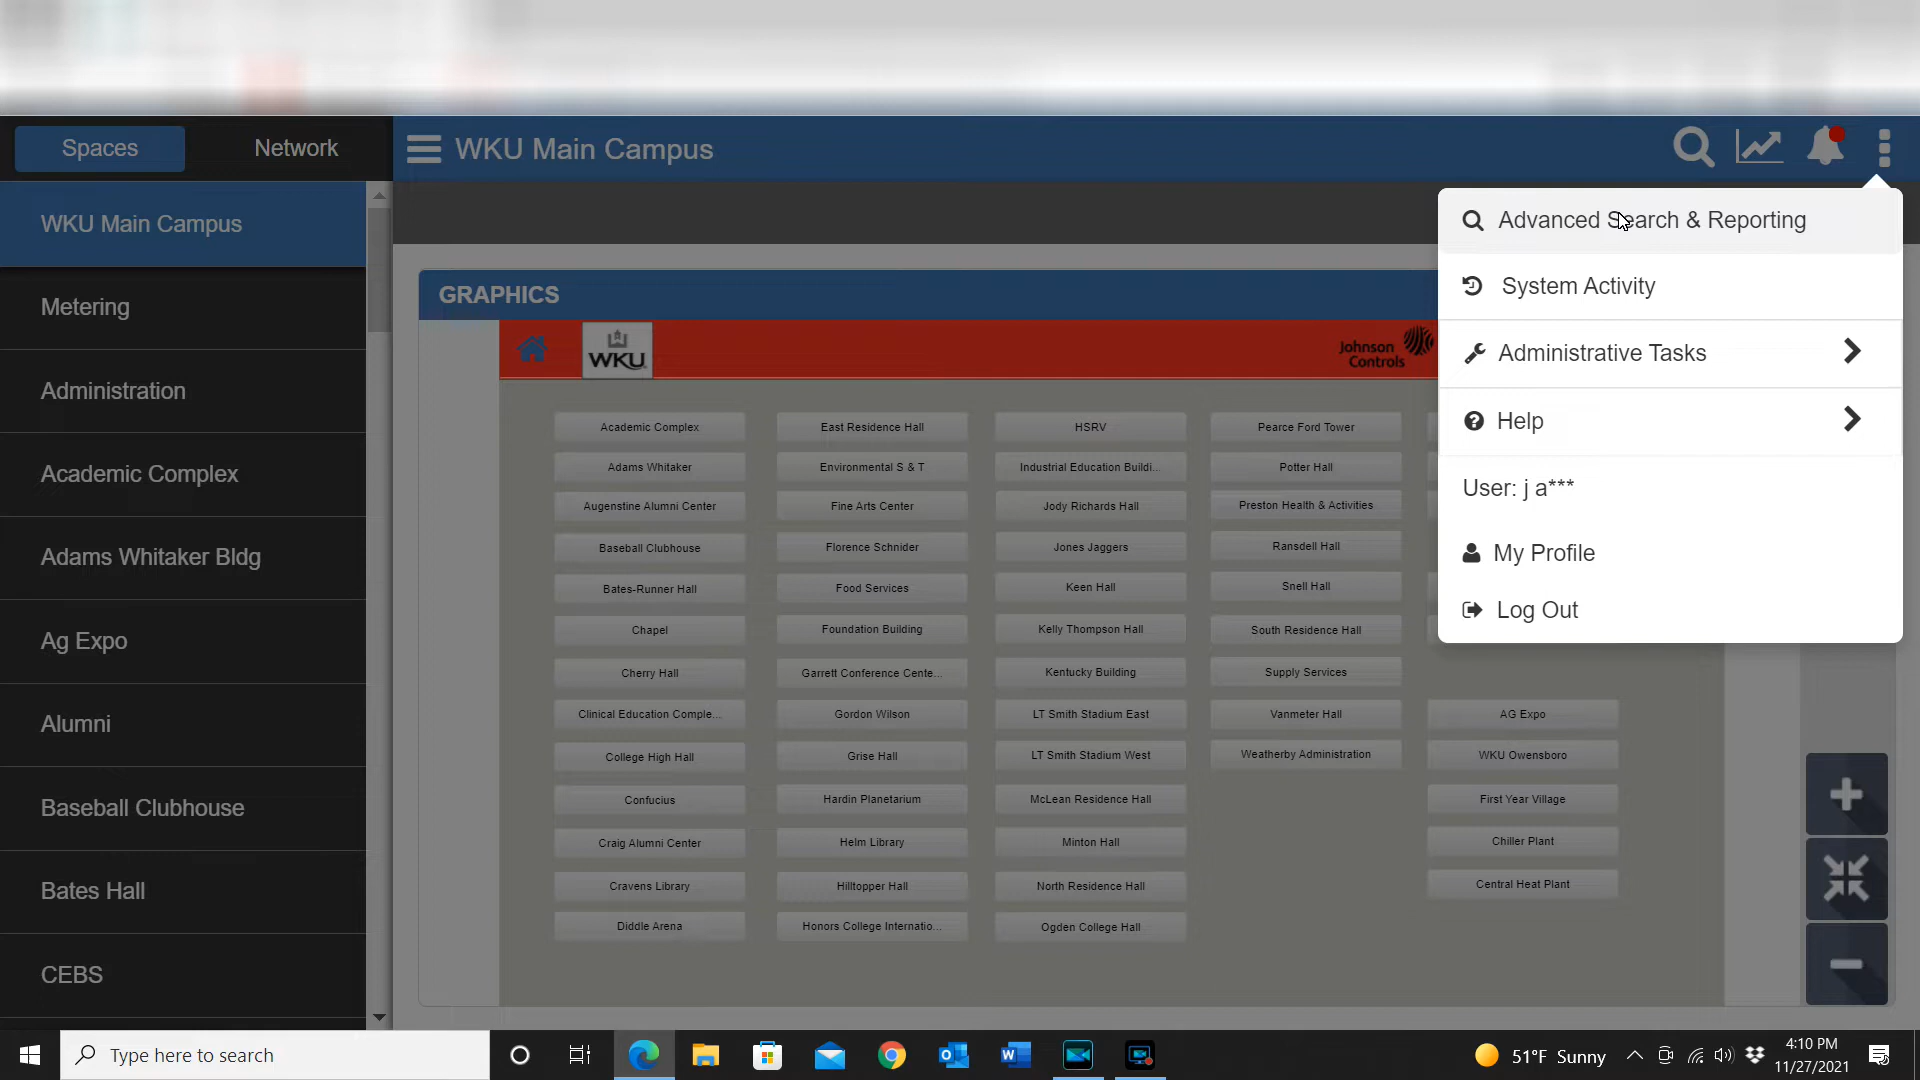 Spaces
Network
WKU Main Campus
WKU Main Campus
Metering
Administration
Academic Complex
Adams Whitaker Bldg
Ag Expo
Alumni
Baseball Clubhouse
Bates Hall
CEBS
GRAPHICS
WKU
Johnson
Controls
Academic Complex
Adams Whitaker
Augenstine Alumni Center
Baseball Clubhouse
Bates-Runner Hall
Chapel
Cherry Hall
Clinical Education Comple...
College High Hall
Confucius
Craig Alumni Center
Cravens Library
Diddle Arena
East Residence Hall
Environmental S & T
Fine Arts Center
Florence Schnider
Food Services
Foundation Building
Garrett Conference Cente...
Gordon Wilson
Grise Hall
Hardin Planetarium
Helm Library
Hilltopper Hall
Honors College Internatio...
HSRV
Industrial Education Buildi...
Jody Richards Hall
Jones Jaggers
Keen Hall
Kelly Thompson Hall
Kentucky Building
LT Smith Stadium East
LT Smith Stadium West
McLean Residence Hall
Minton Hall
North Residence Hall
Ogden College Hall
Pearce Ford Tower
Potter Hall
Preston Health & Activities
Ransdell Hall
Snell Hall
South Residence Hall
Supply Services
Vanmeter Hall
Weatherby Administration
AG Expo
WKU Owensboro
First Year Village
Chiller Plant
Central Heat Plant
Advanced Search & Reporting
System Activity
Administrative Tasks
Help
User: j a***
My Profile
Log Out
Type here to search
51°F Sunny
4:10 PM
11/27/2021